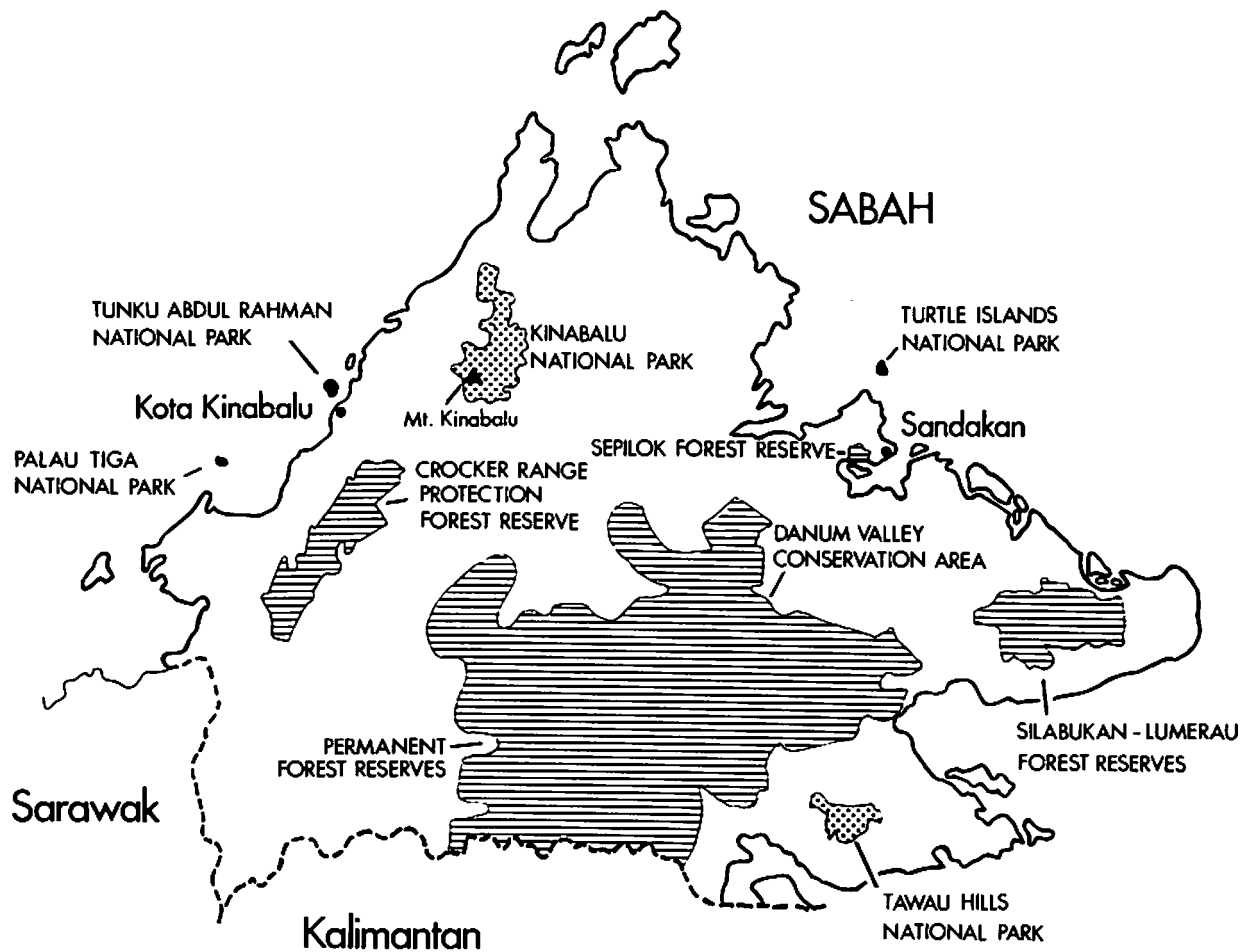 SABAH
TUNKU ABDUL RAHMAN
NATIONAL PARK
KINABALU
NATIONAL PARK
TURTLE ISLANDS
NATIONAL PARK
Kota Kinabalu
Mt. Kinabalu
Sandakan
SEPILOK FOREST RESERVE-
PALAU TIGA
NATIONAL PARK
CROCKER RANGE
PROTECTION
FOREST RESERVE
DANUM VALLEY
CONSERVATION AREA
PERMANENT
FOREST RESERVES
SILABUKAN - LUMERAU
FOREST RESERVES
Sarawak
TAWAU HILLS
NATIONAL PARK
Kalimantan